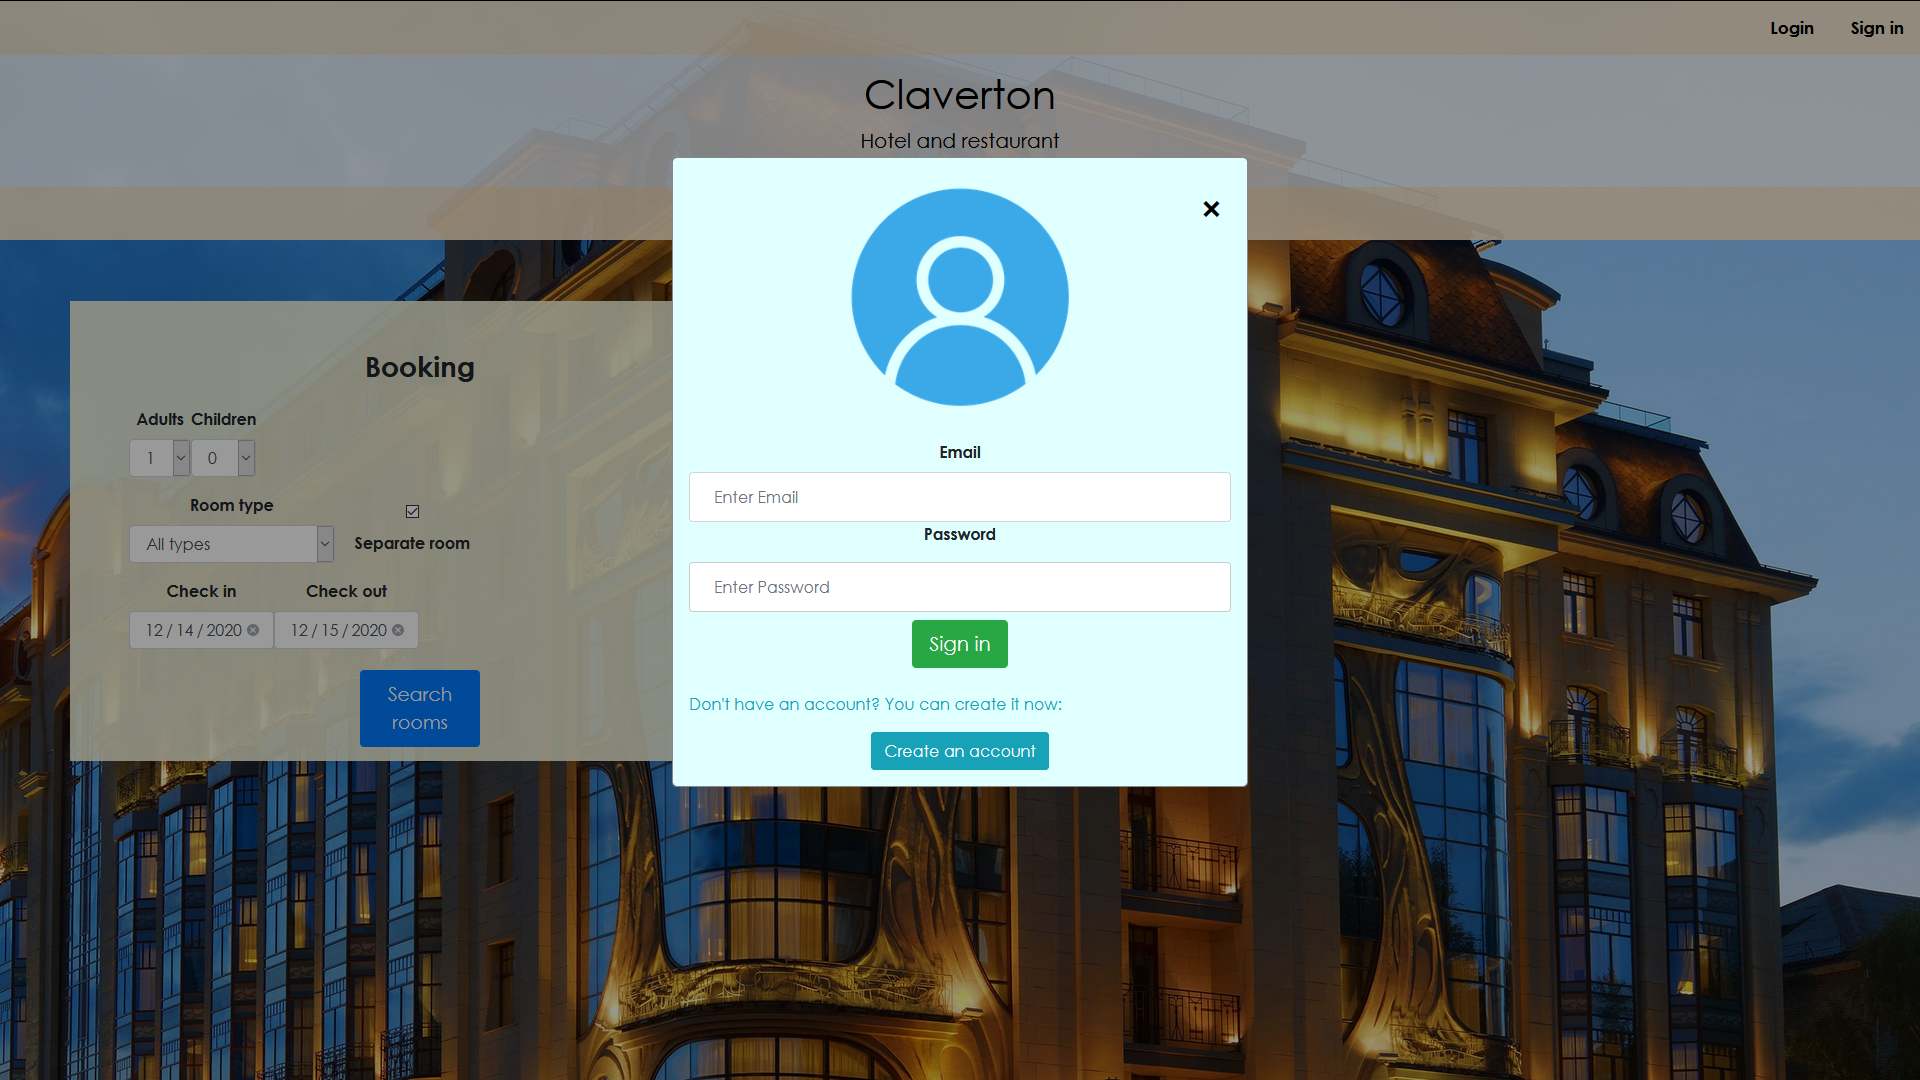 Login Sign in
Claverton
Hotel and restaurant
Booking
Adults Children
1 0
Room type
All types
Separate room
Check in Check out
12 / 14 / 2020 12 / 15 / 2020
Search
rooms
×
Email
Enter Email
Password
Enter Password
Sign in
Don't have an account? You can create it now:
Create an account